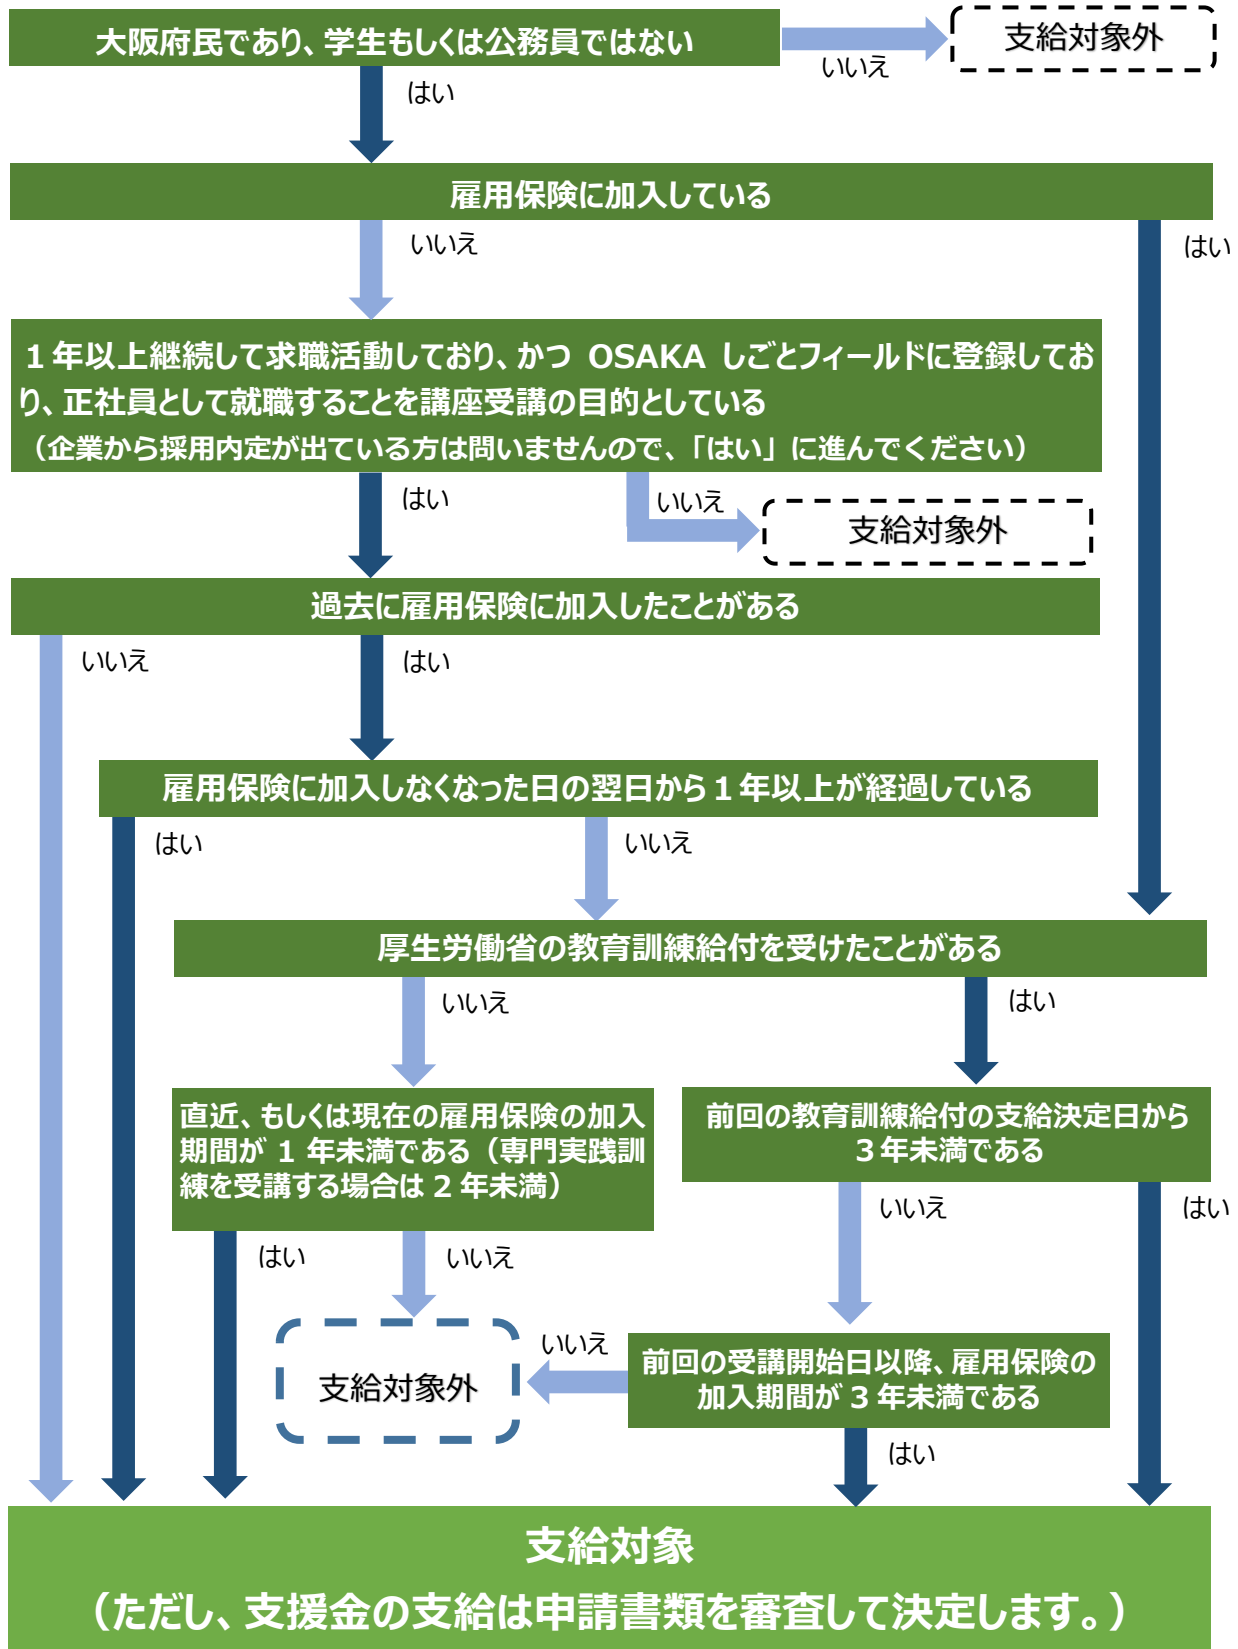 大阪府民であり、学生もしくは公務員ではない
支給対象外
いいえ
はい
雇用保険に加入している
いいえ
はい
１年以上継続して求職活動しており、かつ OSAKA しごとフィールドに登録してお
り、正社員として就職することを講座受講の目的としている
（企業から採用内定が出ている方は問いませんので、「はい」に進んでください）
はい
いいえ
支給対象外
過去に雇用保険に加入したことがある
いいえ
はい
雇用保険に加入しなくなった日の翌日から１年以上が経過している
はい
いいえ
厚生労働省の教育訓練給付を受けたことがある
いいえ
はい
直近、もしくは現在の雇用保険の加入
期間が 1 年未満である（専門実践訓
練を受講する場合は 2 年未満）
前回の教育訓練給付の支給決定日から
３年未満である
はい
いいえ
いいえ
はい
支給対象外
いいえ
前回の受講開始日以降、雇用保険の
加入期間が 3 年未満である
はい
支給対象
（ただし、支援金の支給は申請書類を審査して決定します。）